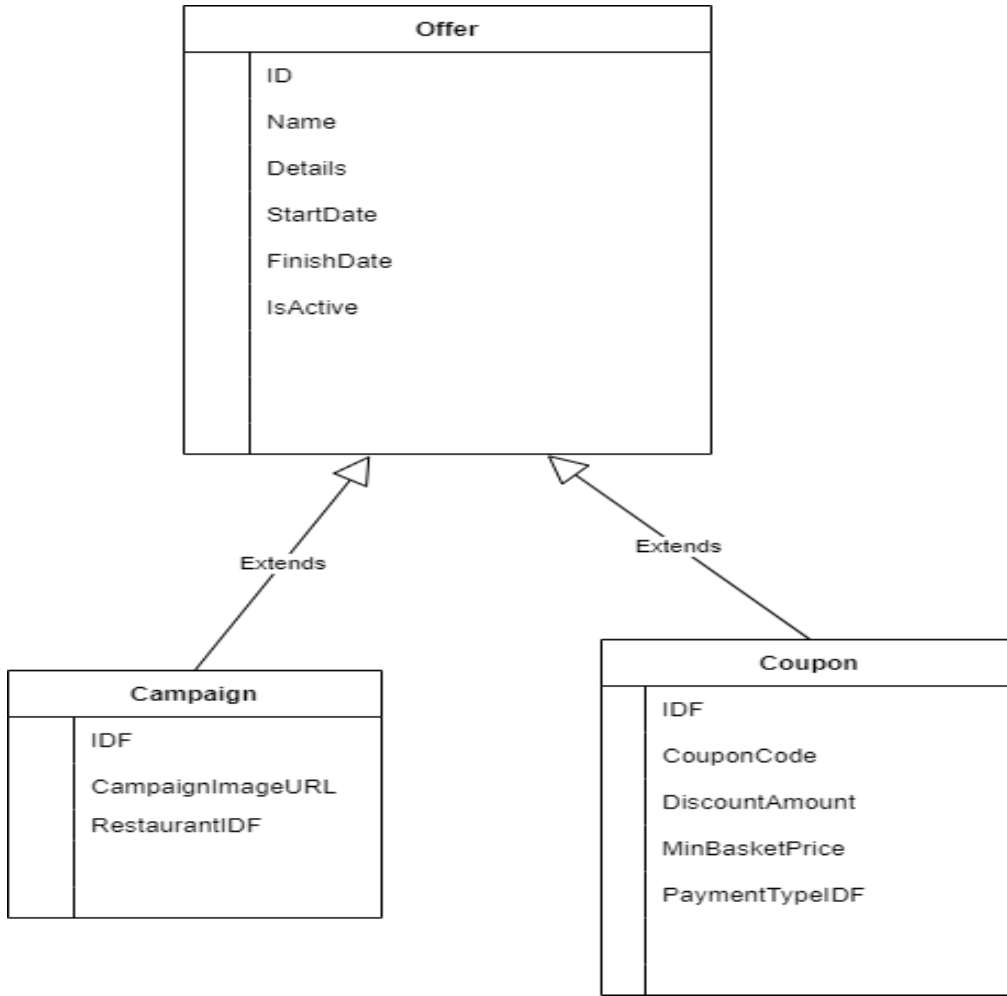 Offer
ID
Name
Details
StartDate
FinishDate
IsActive
Extends
Extends
Campaign
IDF
CampaignImageURL
RestaurantIDF
Coupon
IDF
CouponCode
DiscountAmount
MinBasketPrice
PaymentTypeIDF